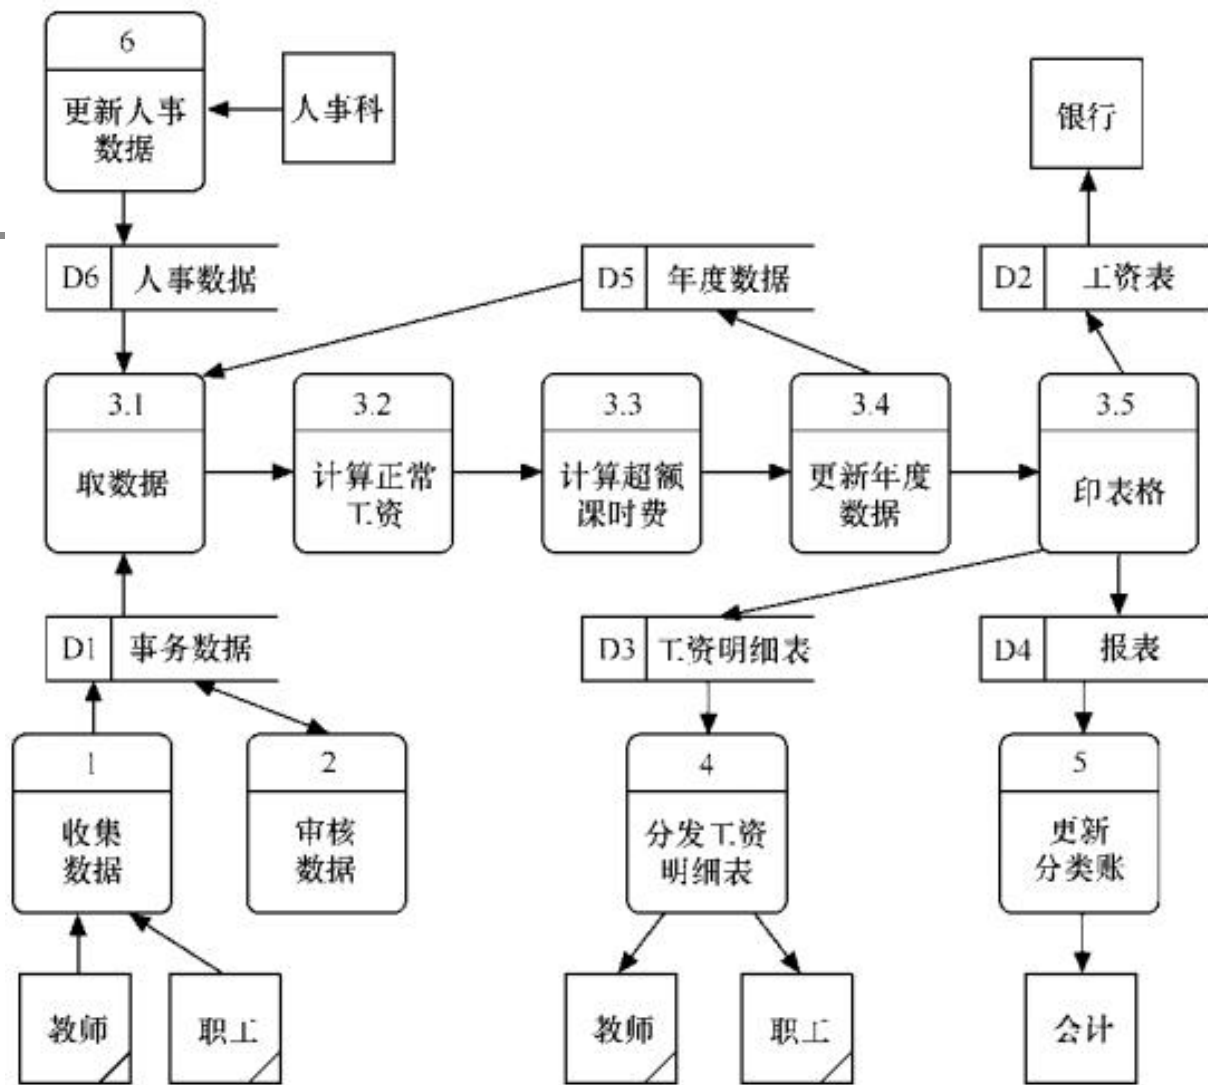 6
更新人事
数据
人事科
银行
D6 人事数据
D5 年度数据
D2 工资表
3.1
取数据
3.2
计算正常
工资
3.3
计算超额
课时费
3.4
更新年度
数据
3.5
印表格
D1 事务数据
D3 工资明细表
D4 报表
1
收集
数据
2
审核
数据
4
分发工资
明细表
5
更新
分类账
教师
职工
教师
职工
会计